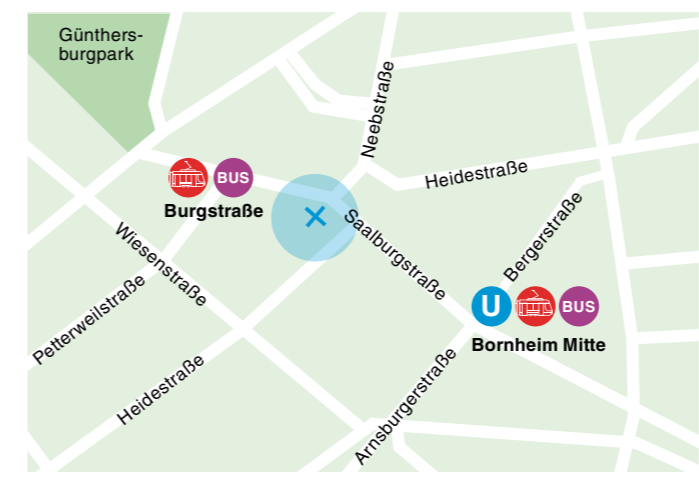 Günthers-
burgpark
Neebstraße
Heidestraße
BUS
Burgstraße
Saalburgstraße
Bergerstraße
Wiesenstraße
Petterweilstraße
U
BUS
Bornheim Mitte
Heidestraße
Arnsburgerstraße